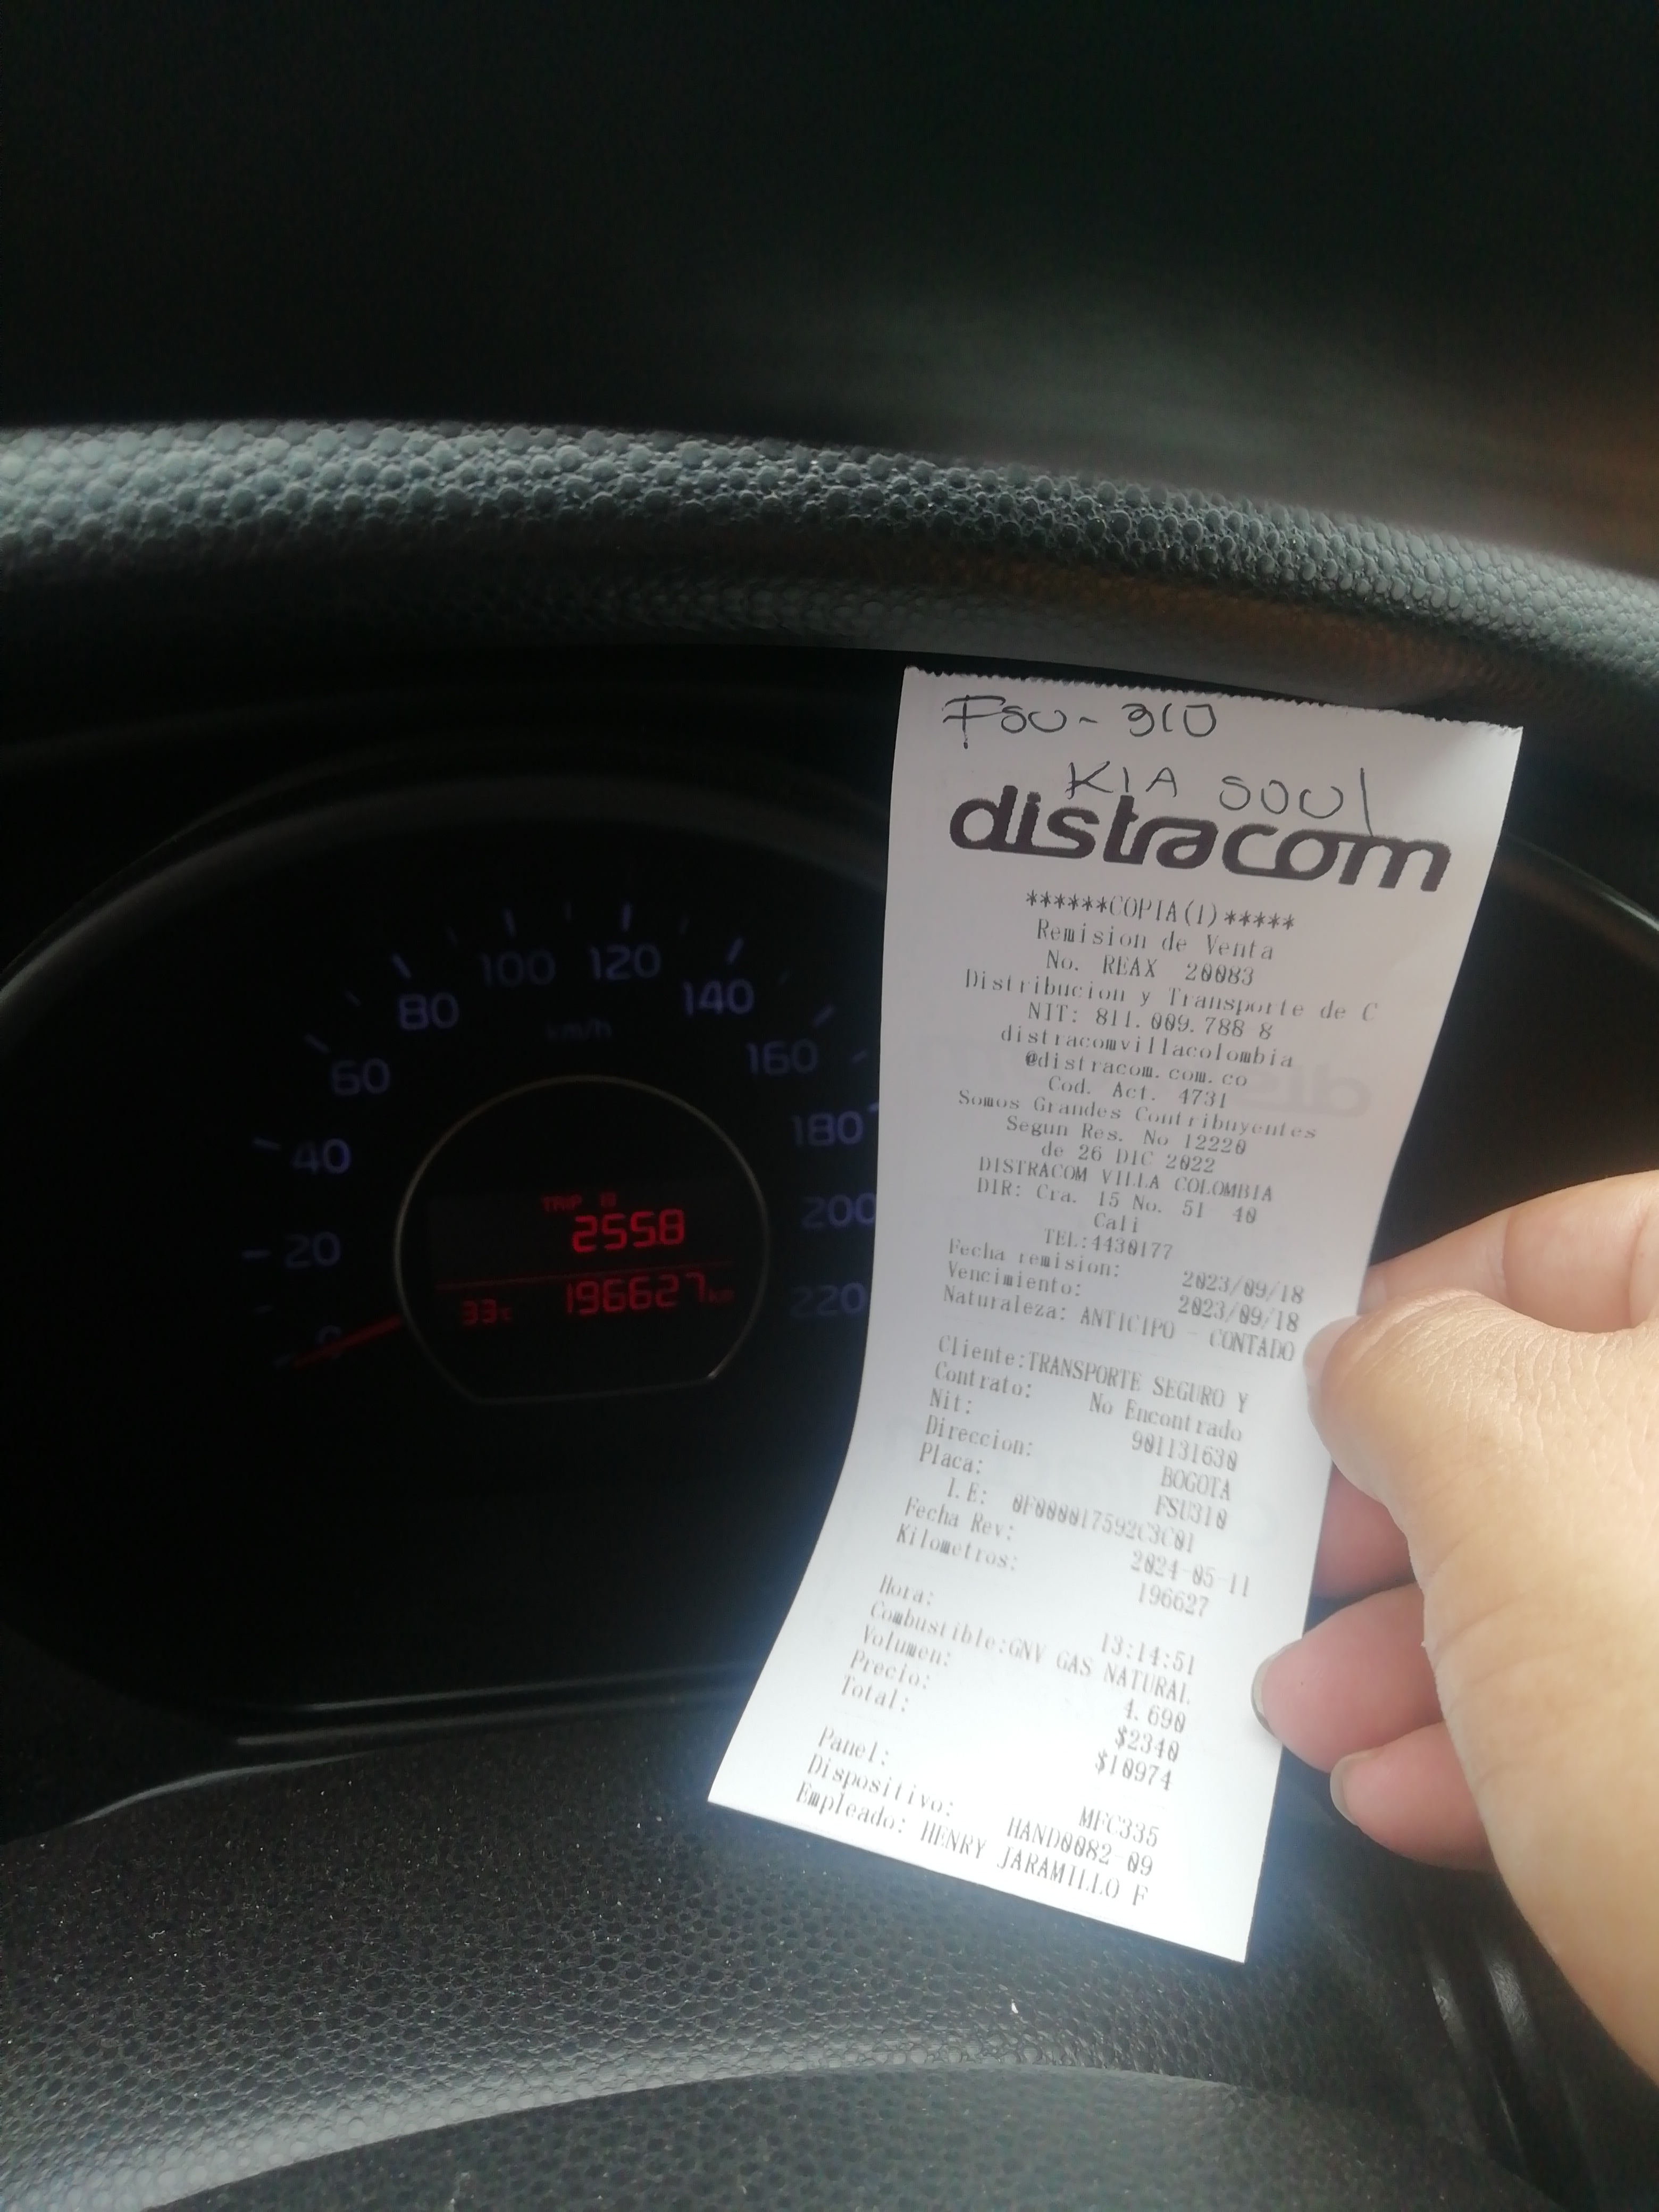 FSU- 310
KIA SOUL
distracom
******COPIA(1)*****
Remision de Venta
No. REAX 20083
Distribucion y Transporte de C
NIT: 811.009.788-8
distracomvillacolombia
@distracom.com.co
Cod. Act. 4731
Somos Grandes Contribuyentes
Segun Res. No 12220
de 26 DIC 2022
DISTRACOM VILLA COLOMBIA
DIR: Cra. 15 No. 51 40
Cali
TEL:4430177
Fecha remision: 2023/09/18
Vencimiento: 2023/09/18
Naturaleza: ANTICIPO - CONTADO
Cliente:TRANSPORTE SEGURO Y
Contrato: No Encontrado
Nit: 901131630
Direccion: BOGOTA
Placa: FSU310
I.E: 0F000017592C3C01
Fecha Rev: 2024-05-11
Kilometros: 196627
Hora: 13:14:51
Combustible:GNV GAS NATURAL
Volumen: 4.690
Precio: $2340
Total: $10974
Panel: MFC335
Dispositivo: HAND0082-09
Empleado: HENRY JARAMILLO F
0
20
40
60
80
100
120
140
160
180
200
220
km/h
TRIP B
255.8
33°C 196627 km